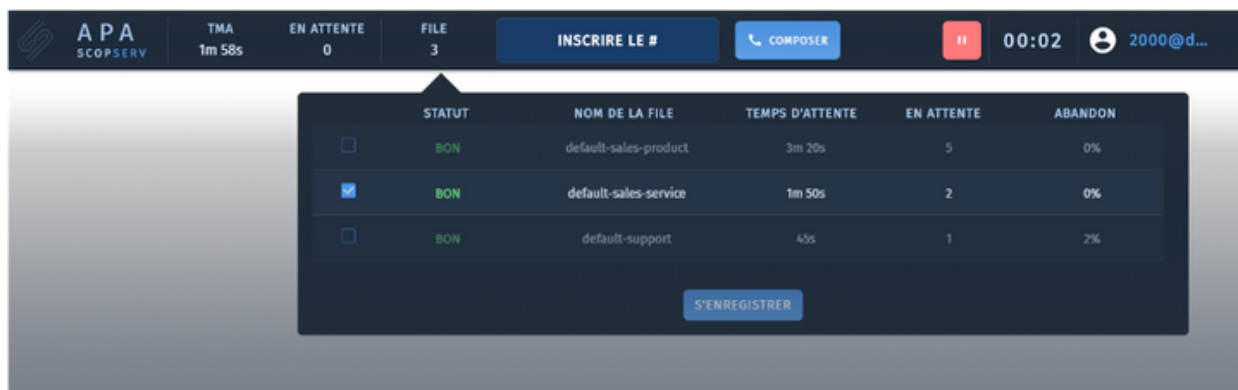 APA
SCOPSERV
TMA
1m 58s
EN ATTENTE
0
FILE
3
INSCRIRE LE #
COMPOSER
00:02
2000@d...
STATUT NOM DE LA FILE TEMPS D'ATTENTE EN ATTENTE ABANDON
BON default-sales-product 3m 20s 5 0%
BON default-sales-service 1m 50s 2 0%
BON default-support 45s 1 2%
S'ENREGISTRER